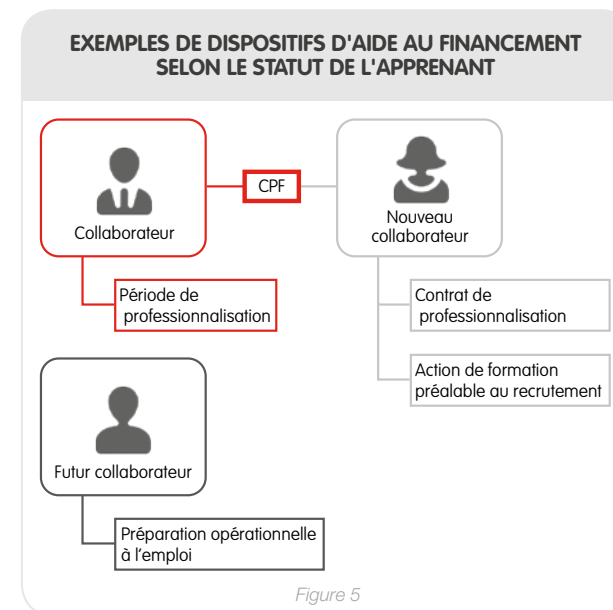 EXEMPLES DE DISPOSITIFS D'AIDE AU FINANCEMENT
SELON LE STATUT DE L'APPRENANT
Collaborateur
CPF
Nouveau
collaborateur
Période de
professionnalisation
Contrat de
professionnalisation
Action de formation
préalable au recrutement
Futur collaborateur
Préparation opérationnelle
à l'emploi
Figure 5